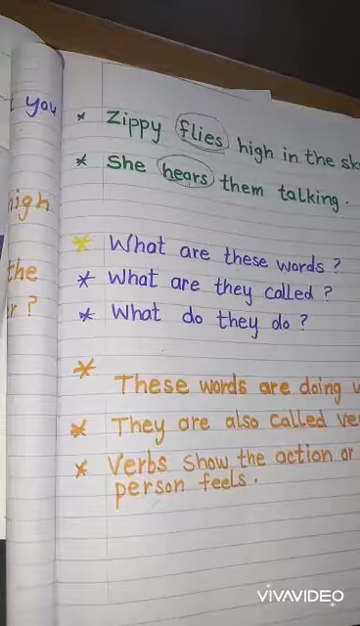 you
* Zippy flies high in the sk
* She hears them talking.
high
* What are these words ?
the
* What are they called ?
r ?
* What do they do ?
*
These words are doing w
* They are also called ve
* Verbs show the action or
person feels.
VIVAVIDEO